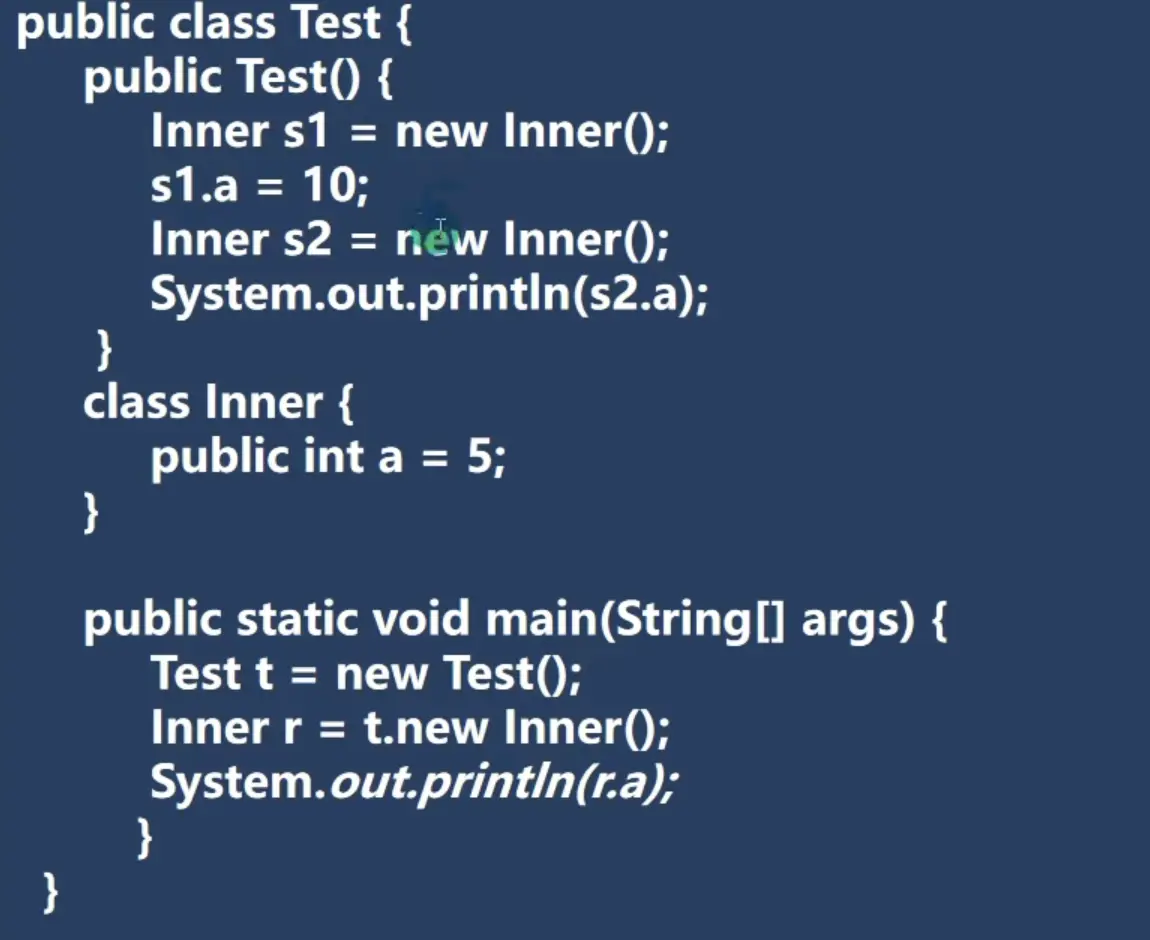 public class Test {
public Test() {
Inner s1 = new Inner();
s1.a = 10;
Inner s2 = new Inner();
System.out.println(s2.a);
}
class Inner {
public int a = 5;
}
public static void main(String[] args) {
Test t = new Test();
Inner r = t.new Inner();
System.out.println(r.a);
}
}